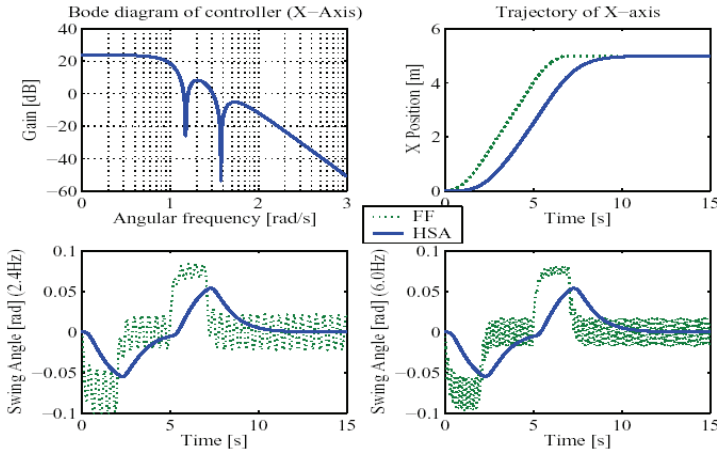 Bode diagram of controller (X−Axis)
Gain [dB]
40
20
0
−20
−40
−60
0 1 2 3
Angular frequency [rad/s]
Trajectory of X−axis
X Position [m]
6
4
2
0
0 5 10 15
Time [s]
FF
HSA
Swing Angle [rad] (2.4Hz)
0.1
0.05
0
−0.05
−0.1
0 5 10 15
Time [s]
Swing Angle [rad] (6.0Hz)
0.1
0.05
0
−0.05
−0.1
0 5 10 15
Time [s]